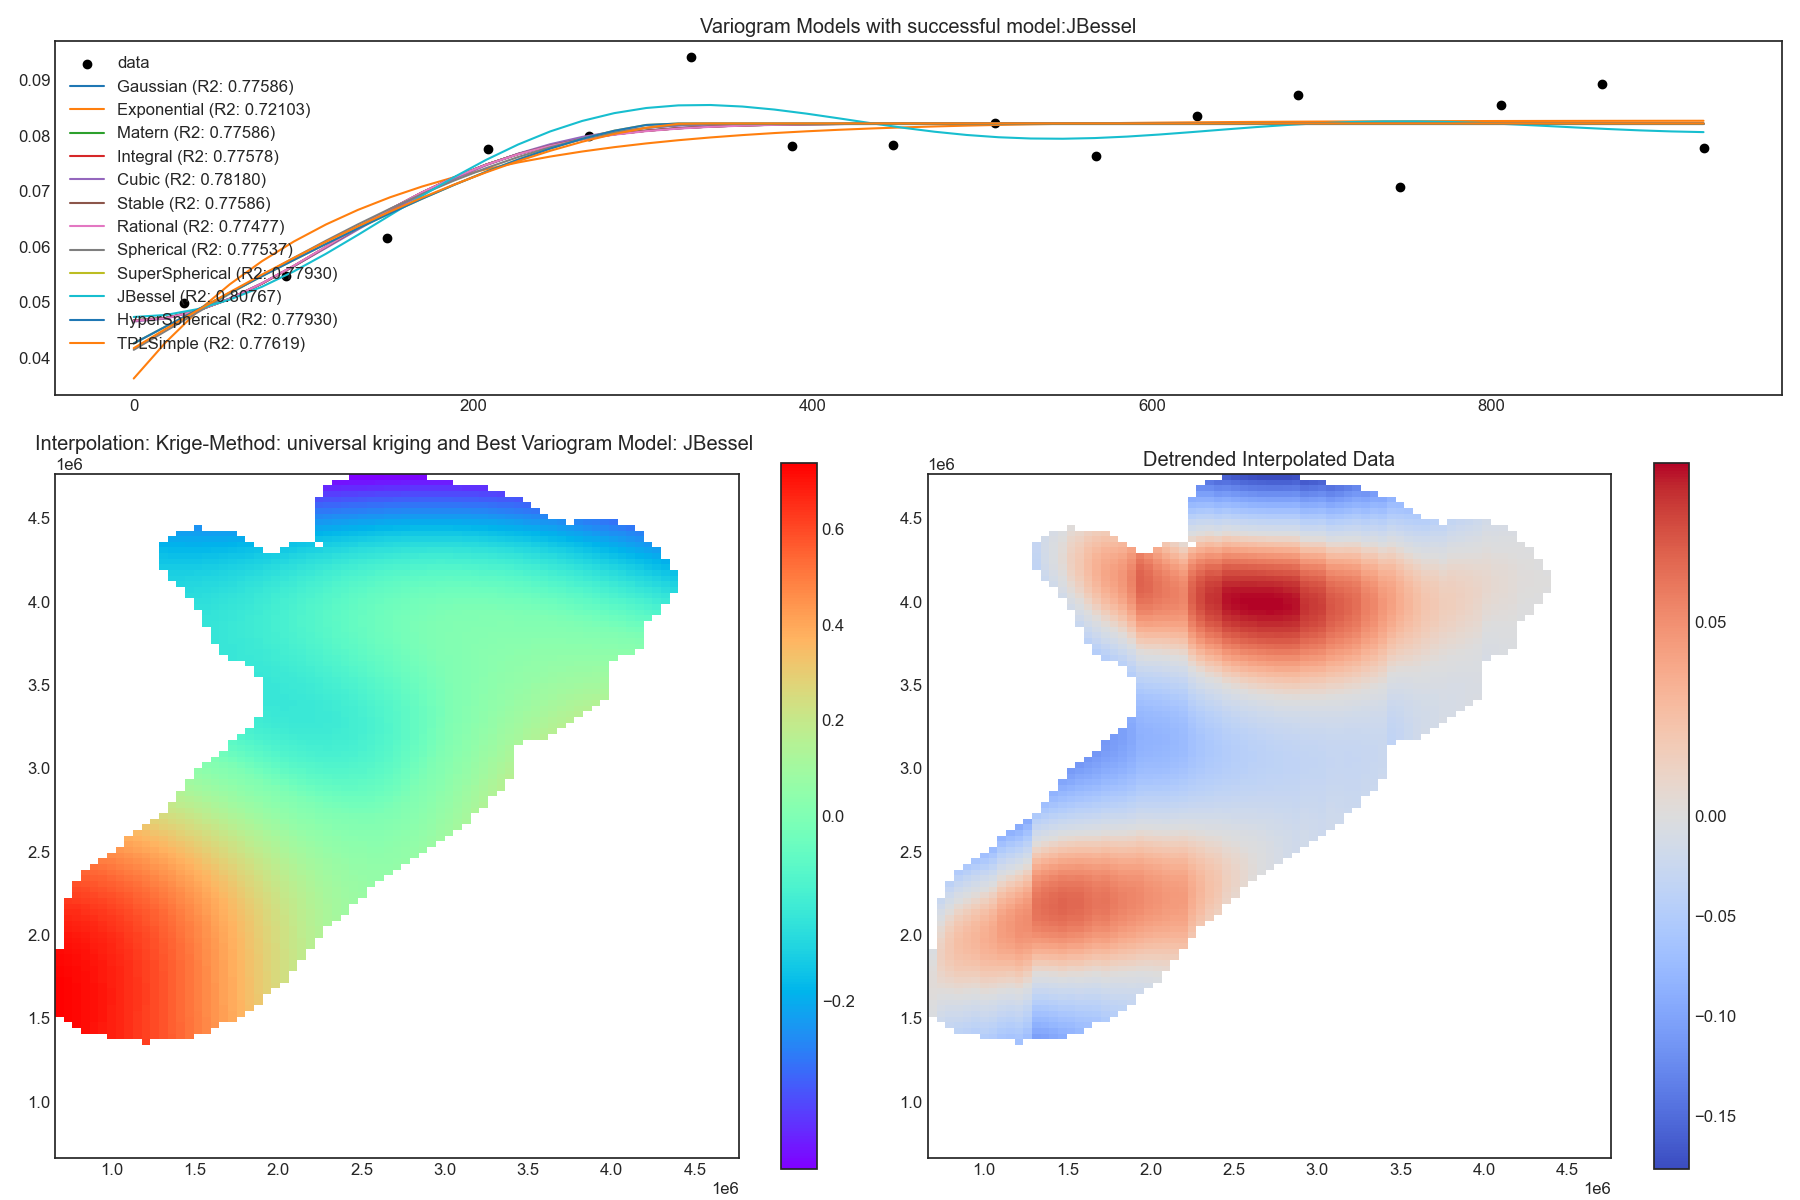 Variogram Models with successful model:JBessel
0.09
0.08
0.07
0.06
0.05
0.04
data
Gaussian (R2: 0.77586)
Exponential (R2: 0.72103)
Matern (R2: 0.77586)
Integral (R2: 0.77578)
Cubic (R2: 0.78180)
Stable (R2: 0.77586)
Rational (R2: 0.77477)
Spherical (R2: 0.77537)
SuperSpherical (R2: 0.77930)
JBessel (R2: 0.80767)
HyperSpherical (R2: 0.77930)
TPLSimple (R2: 0.77619)
0 200 400 600 800
Interpolation: Krige-Method: universal kriging and Best Variogram Model: JBessel
1e6
4.5
4.0
3.5
3.0
2.5
2.0
1.5
1.0
1.0 1.5 2.0 2.5 3.0 3.5 4.0 4.5
1e6
0.6
0.4
0.2
0.0
−0.2
Detrended Interpolated Data
1e6
4.5
4.0
3.5
3.0
2.5
2.0
1.5
1.0
1.0 1.5 2.0 2.5 3.0 3.5 4.0 4.5
1e6
0.05
0.00
−0.05
−0.10
−0.15